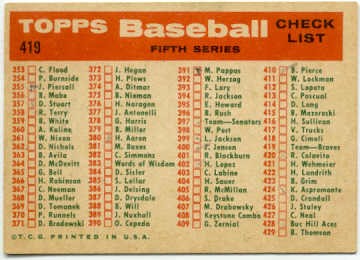 TOPPS Baseball
CHECK LIST
419
FIFTH SERIES
353 C. Flood
354 P. Burnside
355 J. Piersall
356 K. Mabe
357 D. Stuart
358 R. Terry
359 B. White
360 A. Kaline
361 W. Nixon
362 D. Nichols
363 B. Avila
364 D. McDevitt
365 G. Bell
366 H. Robinson
367 C. Neeman
368 D. Mueller
369 D. Tomanek
370 P. Runnels
371 D. Brodowski
372 J. Hegan
373 H. Plews
374 A. Ditmar
375 B. Nieman
376 H. Naragon
377 J. Antonelli
378 G. Harris
379 B. Miller
380 H. Aaron
381 M. Baxes
382 C. Simmons
383 Words of Wisdom
384 D. Sisler
385 S. Lollar
386 J. Delsing
387 D. Drysdale
388 B. Will
389 J. Nuxhall
390 O. Cepeda
391 M. Pappas
392 W. Herzog
393 F. Lary
394 R. Jackson
395 E. Howard
396 B. Rush
397 Team—Senators
398 W. Post
399 L. Jackson
400 J. Jensen
401 R. Blackburn
402 H. Lopez
403 C. Labine
404 H. Sauer
405 R. McMillan
406 S. Drake
407 M. Drabowsky
408 Keystone Combo
409 G. Zernial
410 B. Pierce
411 W. Lockman
412 S. Lopata
413 C. Pascual
414 D. Long
415 B. Mazeroski
416 H. Sullivan
417 V. Trucks
418 G. Cimoli
419 Team—Braves
420 R. Colavito
421 H. Wehmeier
422 H. Landrith
423 B. Grim
424 K. Aspromonte
425 D. Crandall
426 J. Staley
427 C. Neal
428 Buc Hill Aces
429 B. Thomson
© T. C. G. PRINTED IN U.S.A.